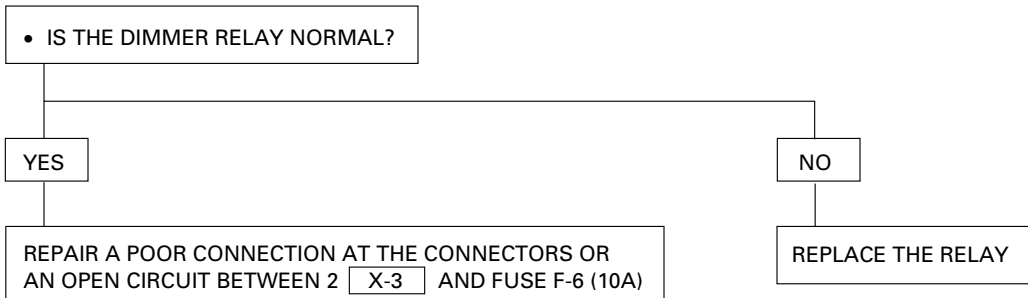 • IS THE DIMMER RELAY NORMAL?
YES
NO
REPAIR A POOR CONNECTION AT THE CONNECTORS OR
AN OPEN CIRCUIT BETWEEN 2 X-3 AND FUSE F-6 (10A)
REPLACE THE RELAY